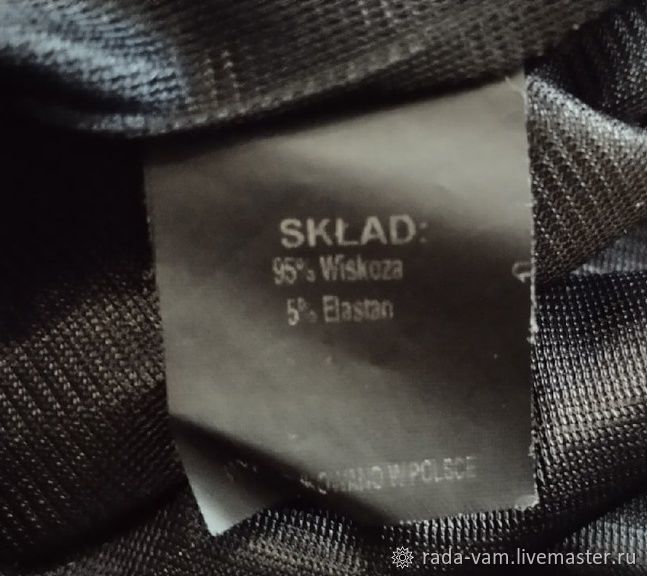 SKŁAD:
95% Wiskoza
5% Elastan
W POLSCE
rada-vam.livemaster.ru